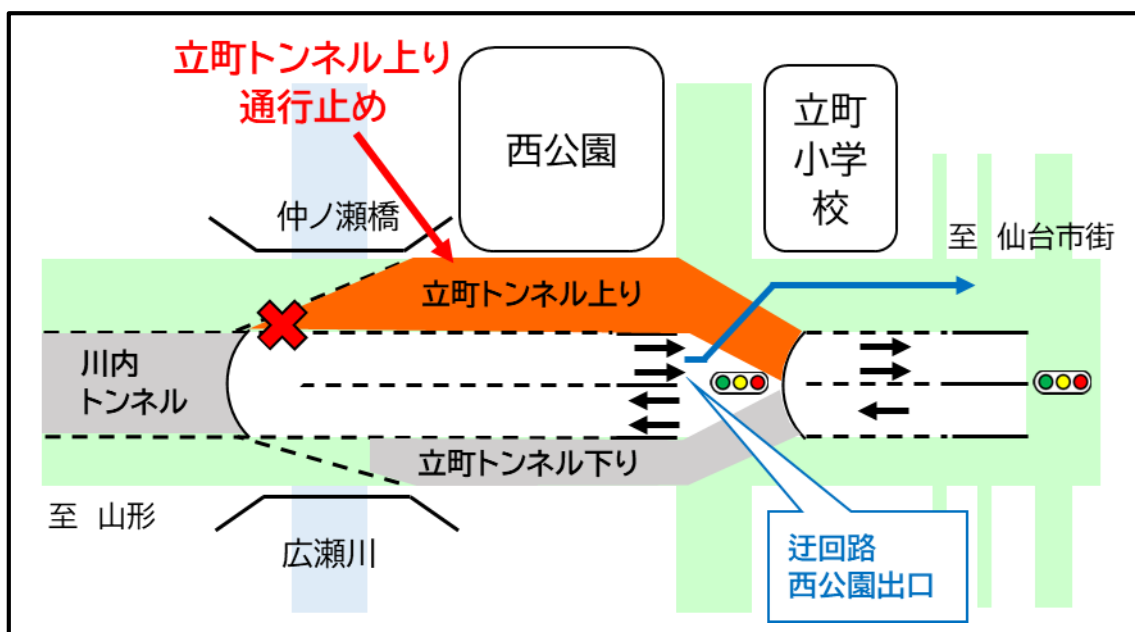 立町トンネル上り
通行止め
西公園
立町
小学
校
仲ノ瀬橋
至 仙台市街
立町トンネル上り
川内
トンネル
立町トンネル下り
至 山形
広瀬川
迂回路
西公園出口